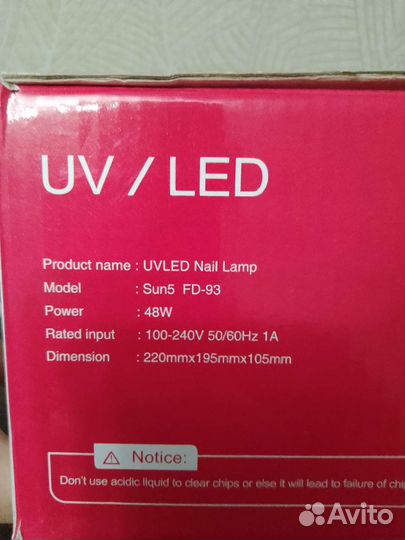 UV / LED
Product name : UVLED Nail Lamp
Model : Sun5 FD-93
Power : 48W
Rated input : 100-240V 50/60Hz 1A
Dimension : 220mmx195mmx105mm
Notice:
Don't use acidic liquid to clear chips or else it will lead to failure of
Avito